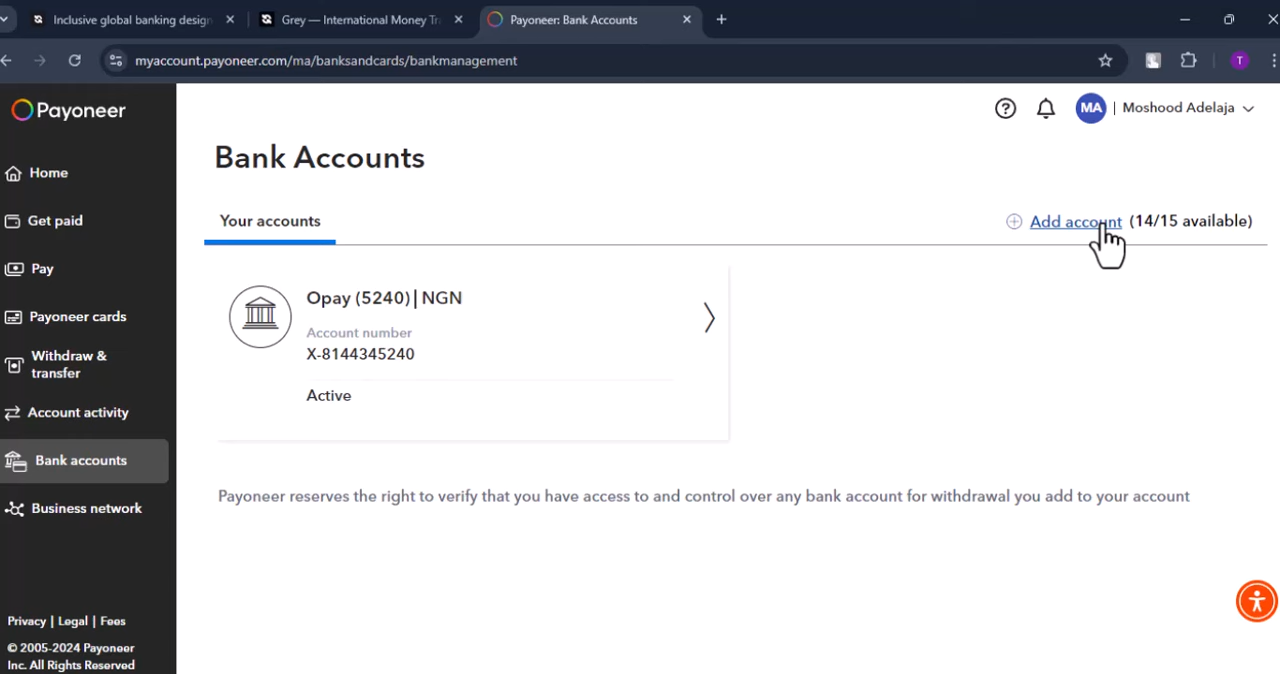 Inclusive global banking design
Grey — International Money Tra
Payoneer: Bank Accounts
myaccount.payoneer.com/ma/banksandcards/bankmanagement
T
Payoneer
MA | Moshood Adelaja
Home
Get paid
Pay
Payoneer cards
Withdraw &
transfer
Account activity
Bank accounts
Business network
Privacy | Legal | Fees
© 2005-2024 Payoneer
Inc. All Rights Reserved
Bank Accounts
Your accounts
Add account (14/15 available)
Opay (5240) | NGN
Account number
X-8144345240
Active
Payoneer reserves the right to verify that you have access to and control over any bank account for withdrawal you add to your account